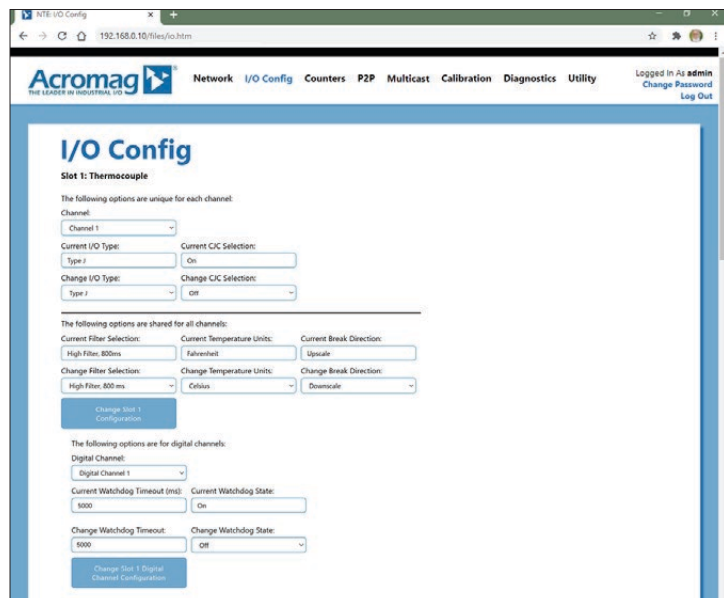 NTE: I/O Config
192.168.0.10/files/io.htm
Acromag
THE LEADER IN INDUSTRIAL I/O
Network I/O Config Counters P2P Multicast Calibration Diagnostics Utility
Logged In As admin
Change Password
Log Out
I/O Config
Slot 1: Thermocouple
The following options are unique for each channel:
Channel:
Channel 1
Current I/O Type: Current CJC Selection:
Type J On
Change I/O Type: Change CJC Selection:
Type J Off
The following options are shared for all channels:
Current Filter Selection: Current Temperature Units: Current Break Direction:
High Filter, 800ms Fahrenheit Upscale
Change Filter Selection: Change Temperature Units: Change Break Direction:
High Filter, 800 ms Celsius Downscale
Change Slot 1
Configuration
The following options are for digital channels:
Digital Channel:
Digital Channel 1
Current Watchdog Timeout (ms): Current Watchdog State:
5000 On
Change Watchdog Timeout: Change Watchdog State:
5000 Off
Change Slot 1 Digital
Channel Configuration